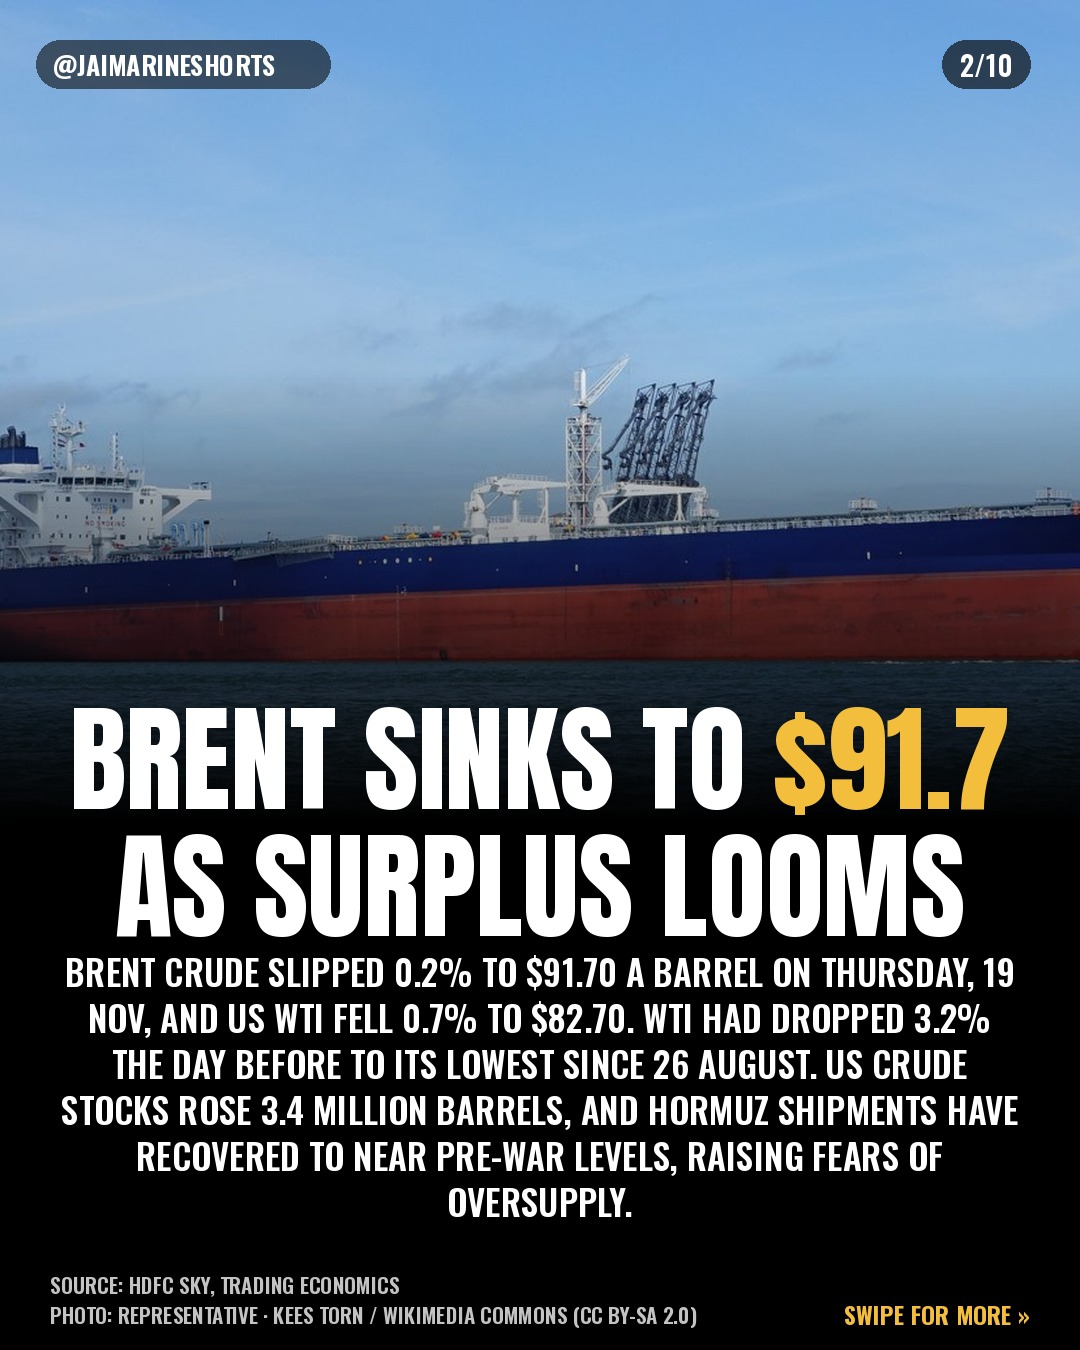 @JAIMARINESHORTS
2/10
NO SMOKING
BRENT SINKS TO $91.7
AS SURPLUS LOOMS
BRENT CRUDE SLIPPED 0.2% TO $91.70 A BARREL ON THURSDAY, 19
NOV, AND US WTI FELL 0.7% TO $82.70. WTI HAD DROPPED 3.2%
THE DAY BEFORE TO ITS LOWEST SINCE 26 AUGUST. US CRUDE
STOCKS ROSE 3.4 MILLION BARRELS, AND HORMUZ SHIPMENTS HAVE
RECOVERED TO NEAR PRE-WAR LEVELS, RAISING FEARS OF
OVERSUPPLY.
SOURCE: HDFC SKY, TRADING ECONOMICS
PHOTO: REPRESENTATIVE · KEES TORN / WIKIMEDIA COMMONS (CC BY-SA 2.0)
SWIPE FOR MORE »